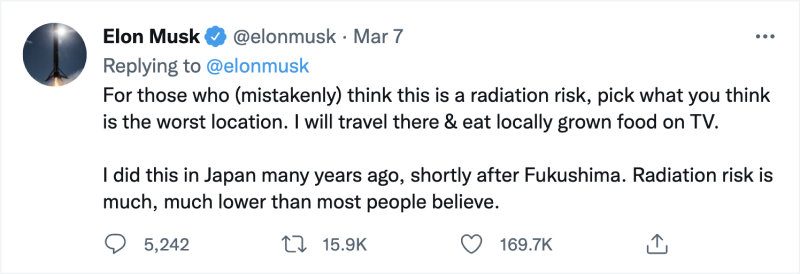 Elon Musk @elonmusk · Mar 7
Replying to @elonmusk
For those who (mistakenly) think this is a radiation risk, pick what you think
is the worst location. I will travel there & eat locally grown food on TV.
I did this in Japan many years ago, shortly after Fukushima. Radiation risk is
much, much lower than most people believe.
5,242 15.9K 169.7K